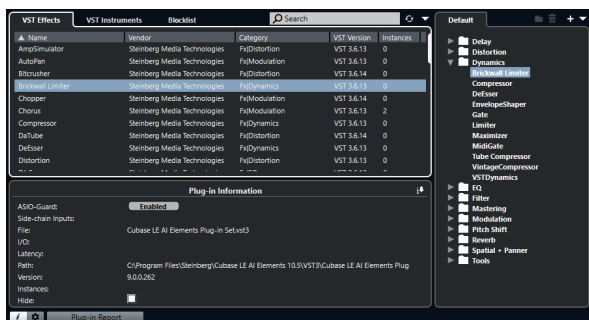 VST Effects VST Instruments Blocklist Search
Name Vendor Category VST Version Instances
AmpSimulator Steinberg Media Technologies Fx|Distortion VST 3.6.13 0
AutoPan Steinberg Media Technologies Fx|Modulation VST 3.6.13 0
Bitcrusher Steinberg Media Technologies Fx|Distortion VST 3.6.14 0
Brickwall Limiter Steinberg Media Technologies Fx|Dynamics VST 3.6.13 0
Chopper Steinberg Media Technologies Fx|Modulation VST 3.6.14 0
Chorus Steinberg Media Technologies Fx|Modulation VST 3.6.13 2
Compressor Steinberg Media Technologies Fx|Dynamics VST 3.6.13 0
DaTube Steinberg Media Technologies Fx|Distortion VST 3.6.14 0
DeEsser Steinberg Media Technologies Fx|Dynamics VST 3.6.13 0
Distortion Steinberg Media Technologies Fx|Distortion VST 3.6.13 0
Plug-in Information
ASIO-Guard: Enabled
Side-chain Inputs:
File: Cubase LE AI Elements Plug-in Set.vst3
I/O:
Latency:
Path: C:\Program Files\Steinberg\Cubase LE AI Elements 10.5\VST3\Cubase LE AI Elements Plug
Version: 9.0.0.262
Instances:
Hide:
i Plug-in Report
Default
Delay
Distortion
Dynamics
Brickwall Limiter
Compressor
DeEsser
EnvelopeShaper
Gate
Limiter
Maximizer
MidiGate
Tube Compressor
VintageCompressor
VSTDynamics
EQ
Filter
Mastering
Modulation
Pitch Shift
Reverb
Spatial + Panner
Tools